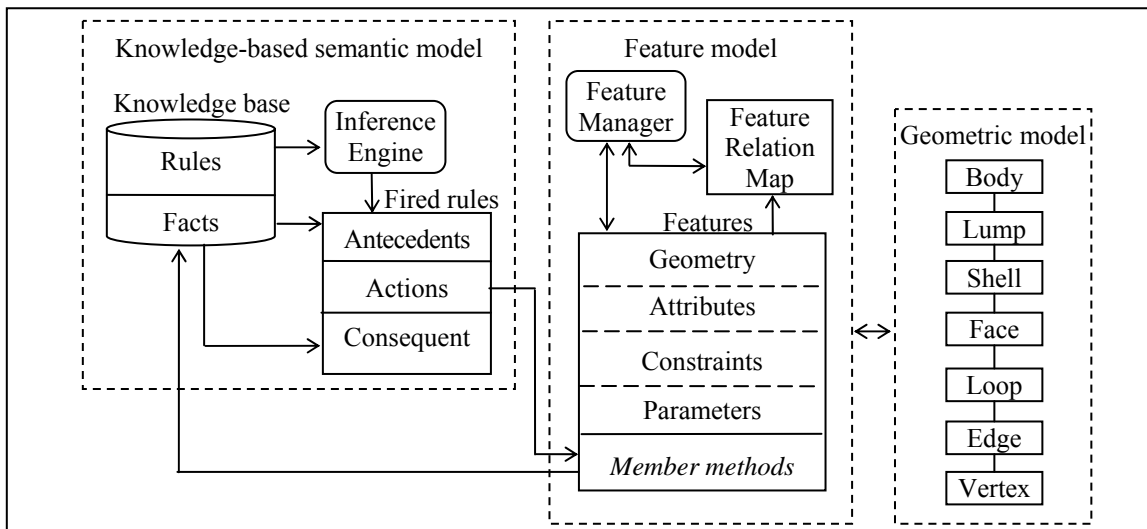 Knowledge-based semantic model
Knowledge base
Rules
Facts
Inference
Engine
Fired rules
Antecedents
Actions
Consequent
Feature model
Feature
Manager
Feature
Relation
Map
Features
Geometry
Attributes
Constraints
Parameters
Member methods
Geometric model
Body
Lump
Shell
Face
Loop
Edge
Vertex